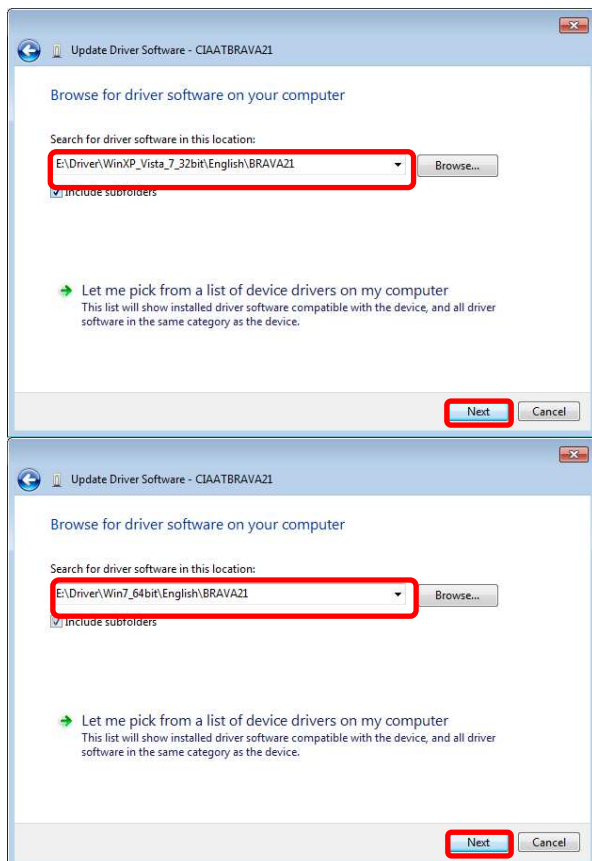 Update Driver Software - CIAATBRAVA21
Browse for driver software on your computer
Search for driver software in this location:
E:\Driver\WinXP_Vista_7_32bit\English\BRAVA21
Browse...
Include subfolders
Let me pick from a list of device drivers on my computer
This list will show installed driver software compatible with the device, and all driver
software in the same category as the device.
Next
Cancel
Update Driver Software - CIAATBRAVA21
Browse for driver software on your computer
Search for driver software in this location:
E:\Driver\Win7_64bit\English\BRAVA21
Browse...
Include subfolders
Let me pick from a list of device drivers on my computer
This list will show installed driver software compatible with the device, and all driver
software in the same category as the device.
Next
Cancel